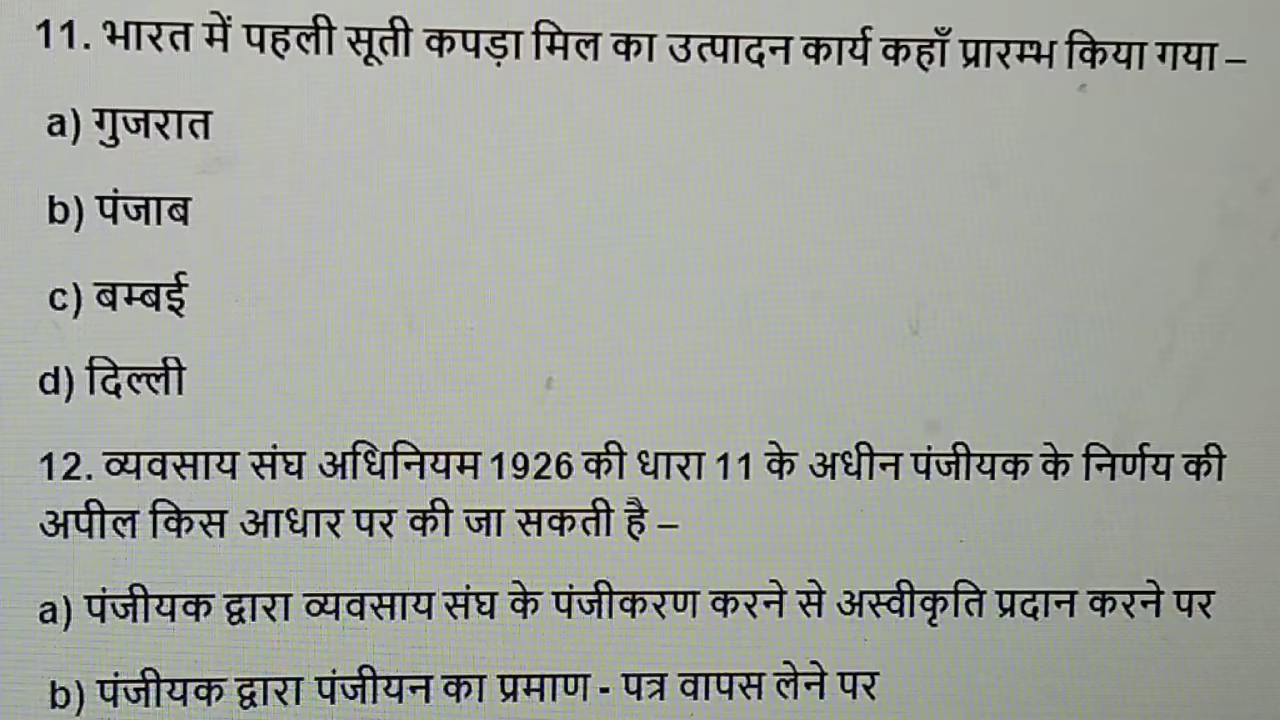 11. भारत में पहली सूती कपड़ा मिल का उत्पादन कार्य कहाँ प्रारम्भ किया गया –
a) गुजरात
b) पंजाब
c) बम्बई
d) दिल्ली
12. व्यवसाय संघ अधिनियम 1926 की धारा 11 के अधीन पंजीयक के निर्णय की
अपील किस आधार पर की जा सकती है –
a) पंजीयक द्वारा व्यवसाय संघ के पंजीकरण करने से अस्वीकृति प्रदान करने पर
b) पंजीयक द्वारा पंजीयन का प्रमाण - पत्र वापस लेने पर